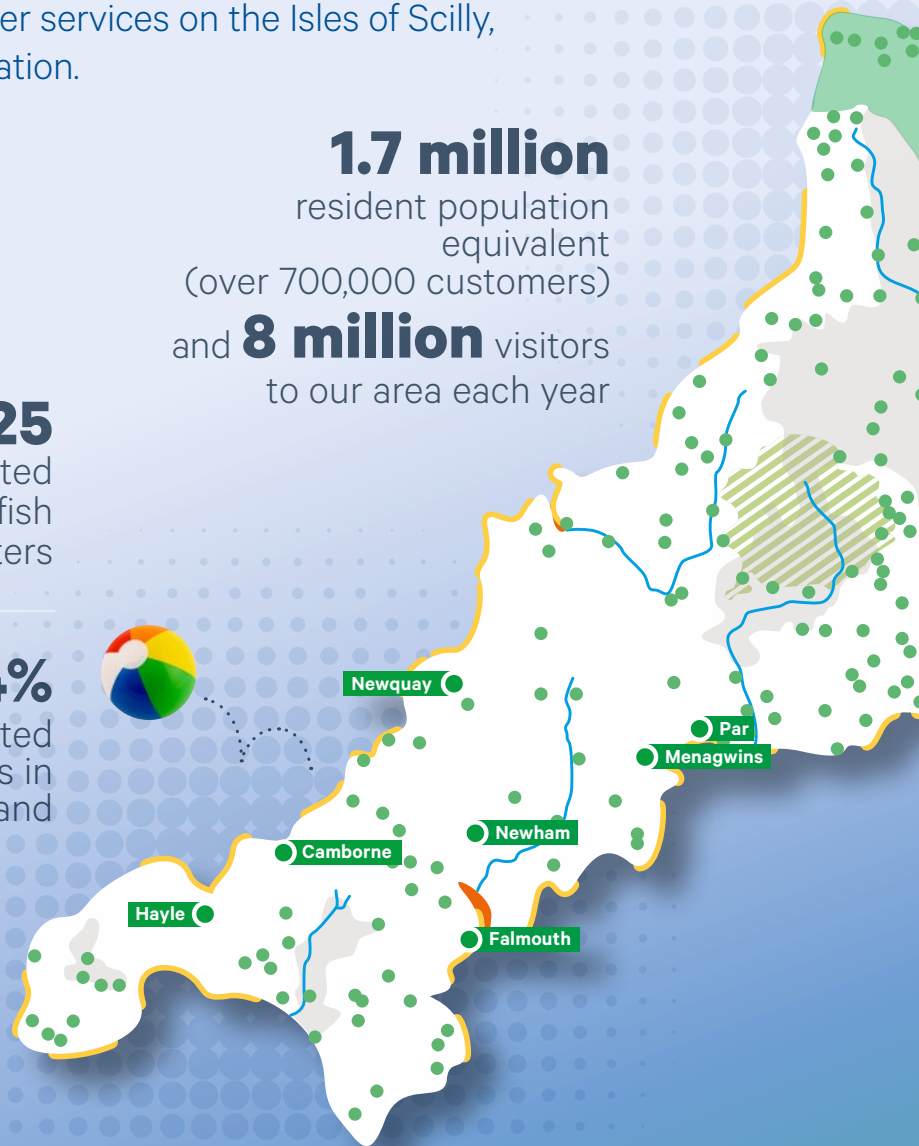 er services on the Isles of Scilly,
ation.
1.7 million
resident population
equivalent
(over 700,000 customers)
and 8 million visitors
to our area each year
25
ted
fish
ters
4%
ted
s in
and
Newquay
Par
Menagwins
Newham
Camborne
Hayle
Falmouth